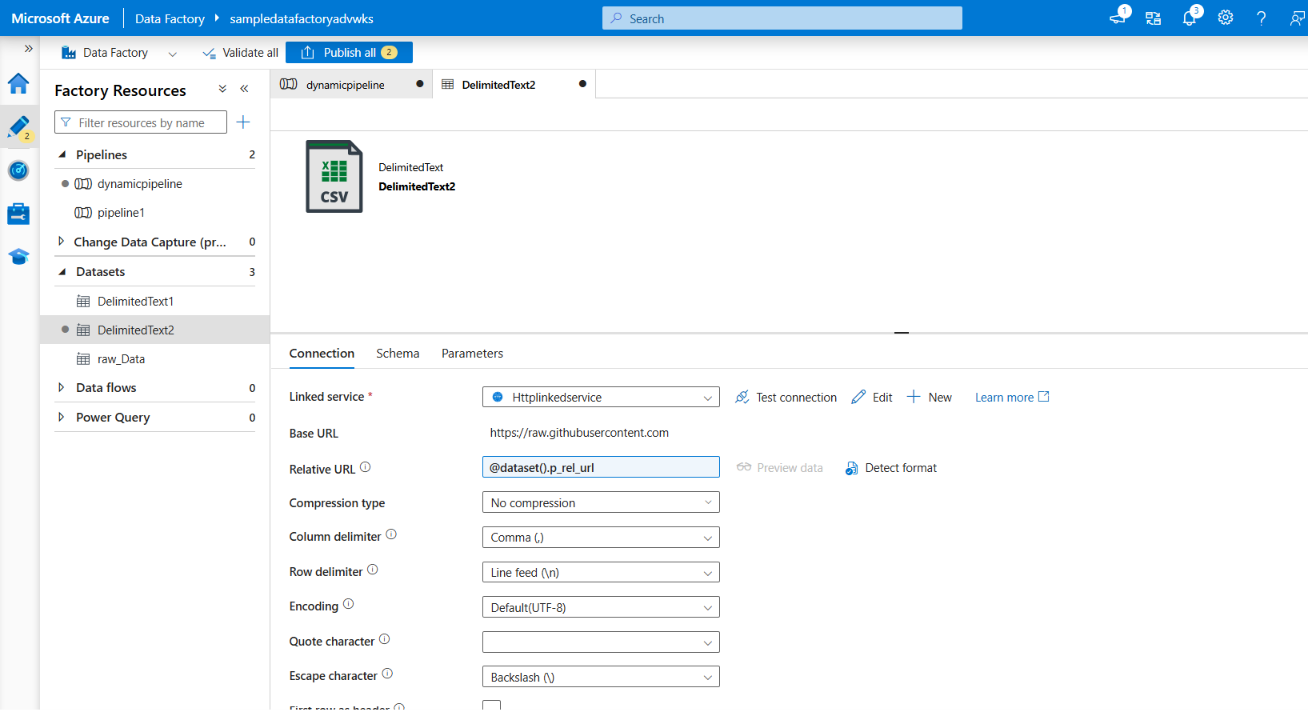 Microsoft Azure
Data Factory
sampledatafactoryadvwks
Search
1
3
Data Factory
Validate all
Publish all
2
Factory Resources
Filter resources by name
2
Pipelines
2
dynamicpipeline
pipeline1
Change Data Capture (pr...
0
Datasets
3
DelimitedText1
DelimitedText2
raw_Data
Data flows
0
Power Query
0
dynamicpipeline
DelimitedText2
X
CSV
DelimitedText
DelimitedText2
Connection
Schema
Parameters
Linked service *
Httplinkedservice
Test connection
Edit
New
Learn more
Base URL
https://raw.githubusercontent.com
Relative URL
@dataset().p_rel_url
Preview data
Detect format
Compression type
No compression
Column delimiter
Comma (,)
Row delimiter
Line feed (\n)
Encoding
Default(UTF-8)
Quote character
Escape character
Backslash (\)
First row as header